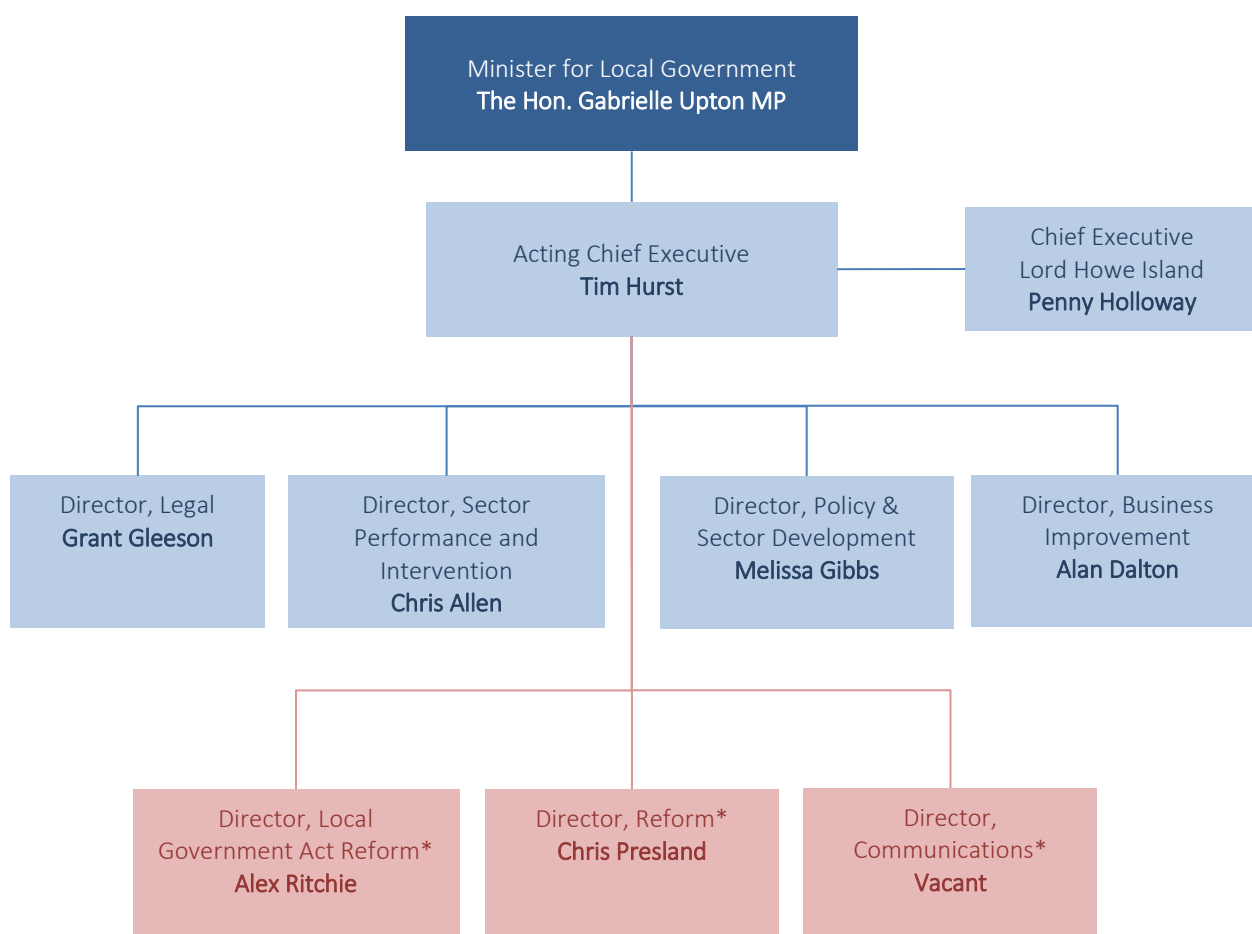 Minister for Local Government
The Hon. Gabrielle Upton MP
Acting Chief Executive
Tim Hurst
Chief Executive
Lord Howe Island
Penny Holloway
Director, Legal
Grant Gleeson
Director, Sector
Performance and
Intervention
Chris Allen
Director, Policy &
Sector Development
Melissa Gibbs
Director, Business
Improvement
Alan Dalton
Director, Local
Government Act Reform*
Alex Ritchie
Director, Reform*
Chris Presland
Director,
Communications*
Vacant